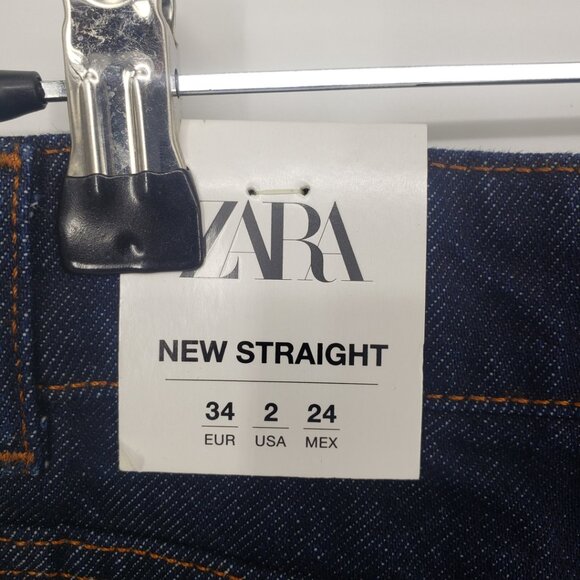 ZARA
NEW STRAIGHT
34 2 24
EUR USA MEX